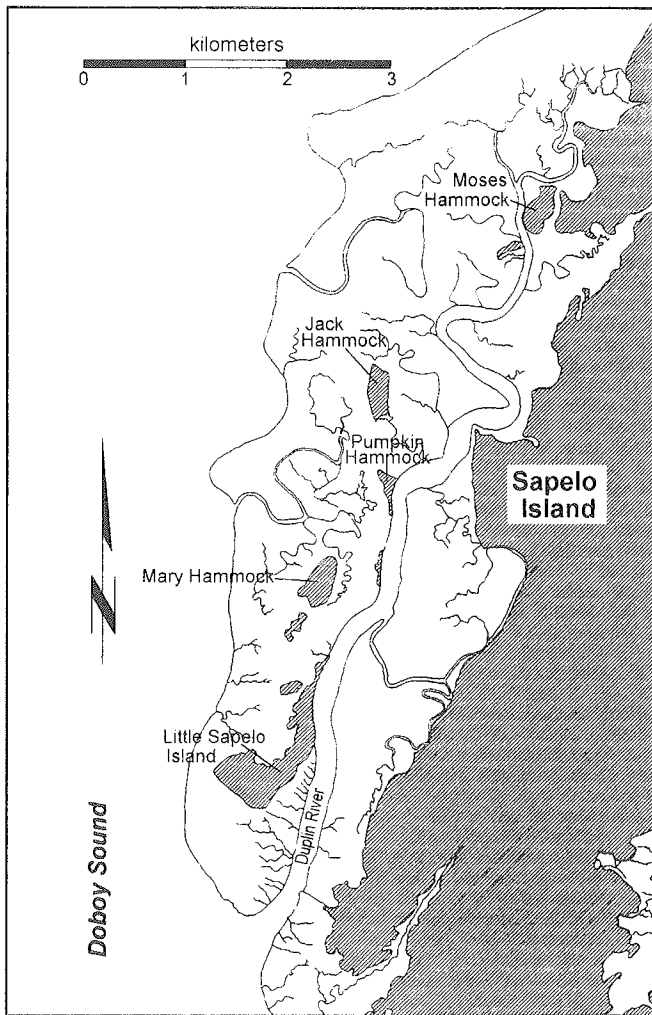 kilometers
0 1 2 3
Moses
Hammock
Jack
Hammock
Pumpkin
Hammock
Sapelo
Island
N
Mary Hammock
Little Sapelo
Island
Duplin River
Doboy Sound